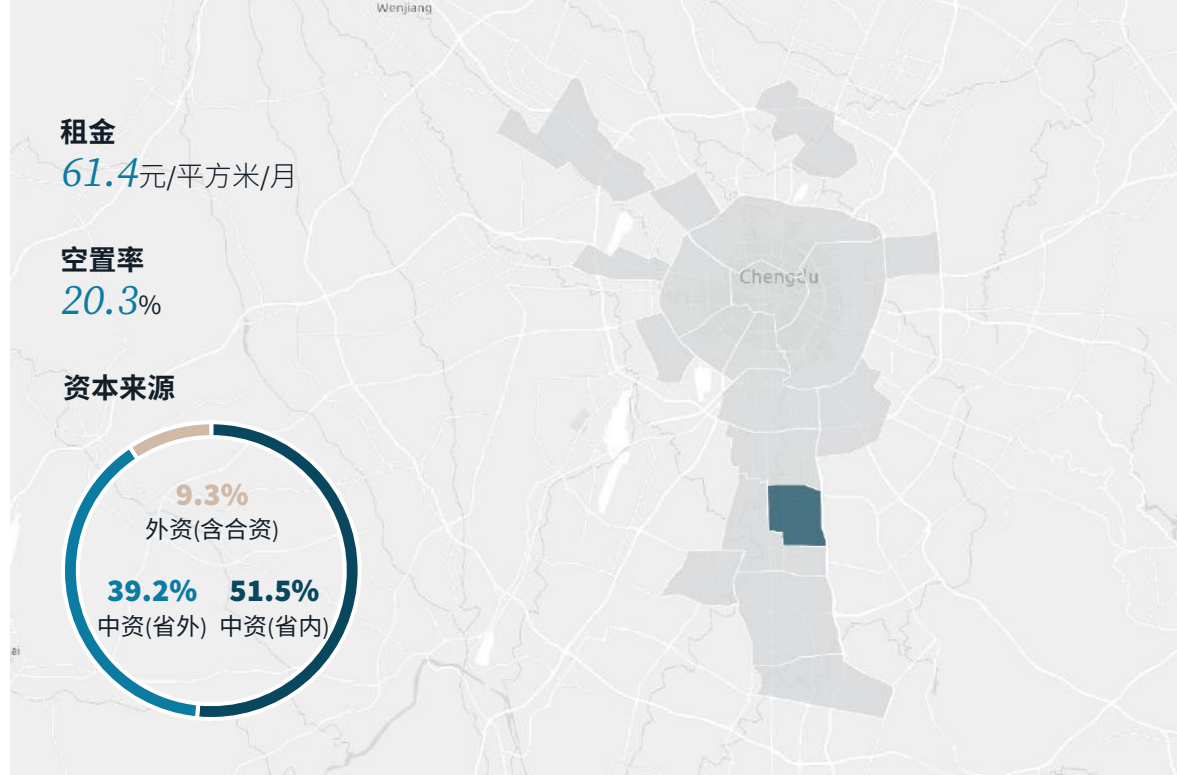 Wenjiang
租金
61.4元/平方米/月
空置率
20.3%
Chengdu
资本来源
9.3%
外资(含合资)
39.2% 51.5%
中资(省外) 中资(省内)
ai